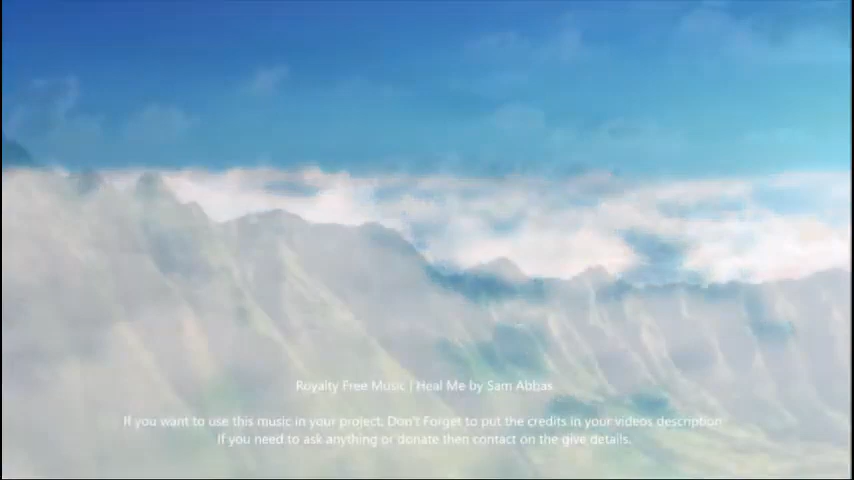 Royalty Free Music | Heal Me by Sam Abbas
If you want to use this music in your project. Don't Forget to put the credits in your videos description
If you need to ask anything or donate then contact on the give details.